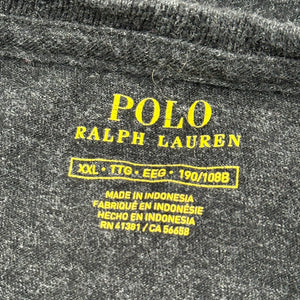 POLO
RALPH LAUREN
XXL • TTG • EEG • 190/108B
MADE IN INDONESIA
FABRIQUÉ EN INDONÉSIE
HECHO EN INDONESIA
RN 41381 / CA 56658